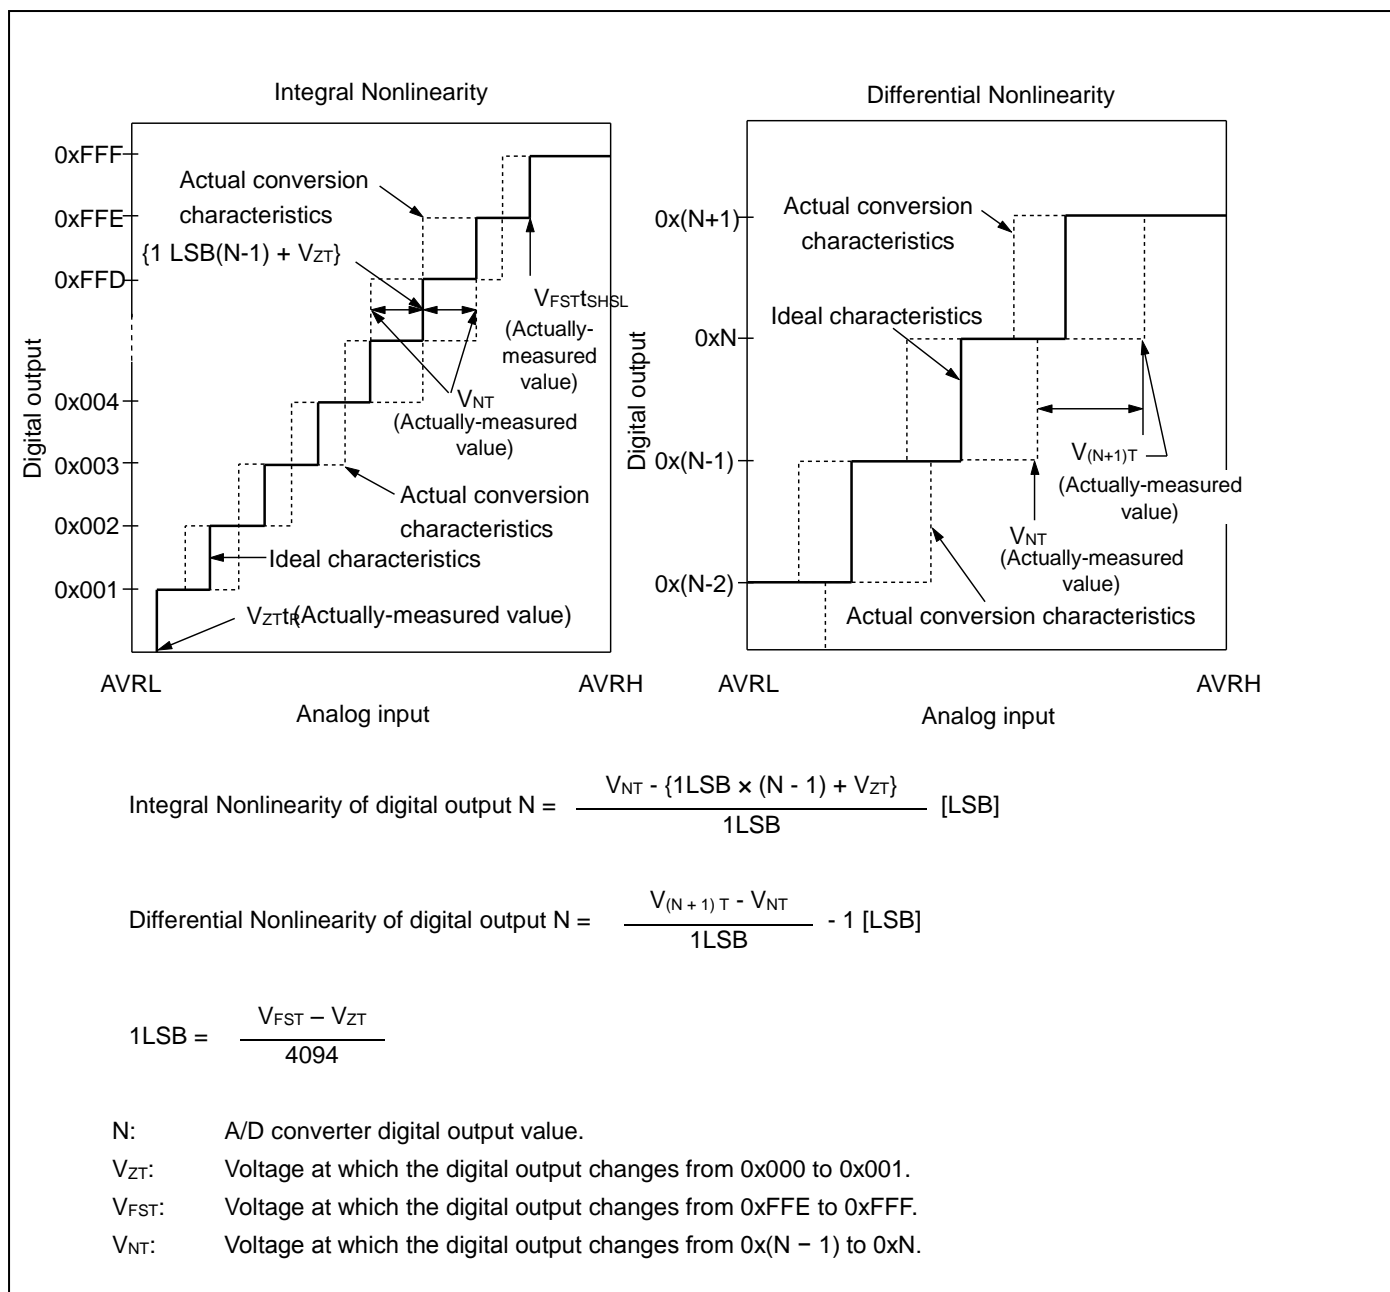 Integral Nonlinearity
0xFFF
0xFFE
0xFFD
0x004
0x003
0x002
0x001
Digital output
Actual conversion
characteristics
{1 LSB(N-1) + VZT}
VFSTtSHSL
(Actually-
measured
value)
VNT
(Actually-measured
value)
Actual conversion
characteristics
Ideal characteristics
VZTtR(Actually-measured value)
AVRL
AVRH
Analog input
Differential Nonlinearity
0x(N+1)
0xN
0x(N-1)
0x(N-2)
Digital output
Actual conversion
characteristics
Ideal characteristics
V(N+1)T
(Actually-measured
value)
VNT
(Actually-measured
value)
Actual conversion characteristics
AVRL
AVRH
Analog input
Integral Nonlinearity of digital output N =
VNT - {1LSB × (N - 1) + VZT}
1LSB
[LSB]
Differential Nonlinearity of digital output N =
V(N + 1) T - VNT
1LSB
- 1 [LSB]
1LSB =
VFST – VZT
4094
N: A/D converter digital output value.
VZT: Voltage at which the digital output changes from 0x000 to 0x001.
VFST: Voltage at which the digital output changes from 0xFFE to 0xFFF.
VNT: Voltage at which the digital output changes from 0x(N − 1) to 0xN.